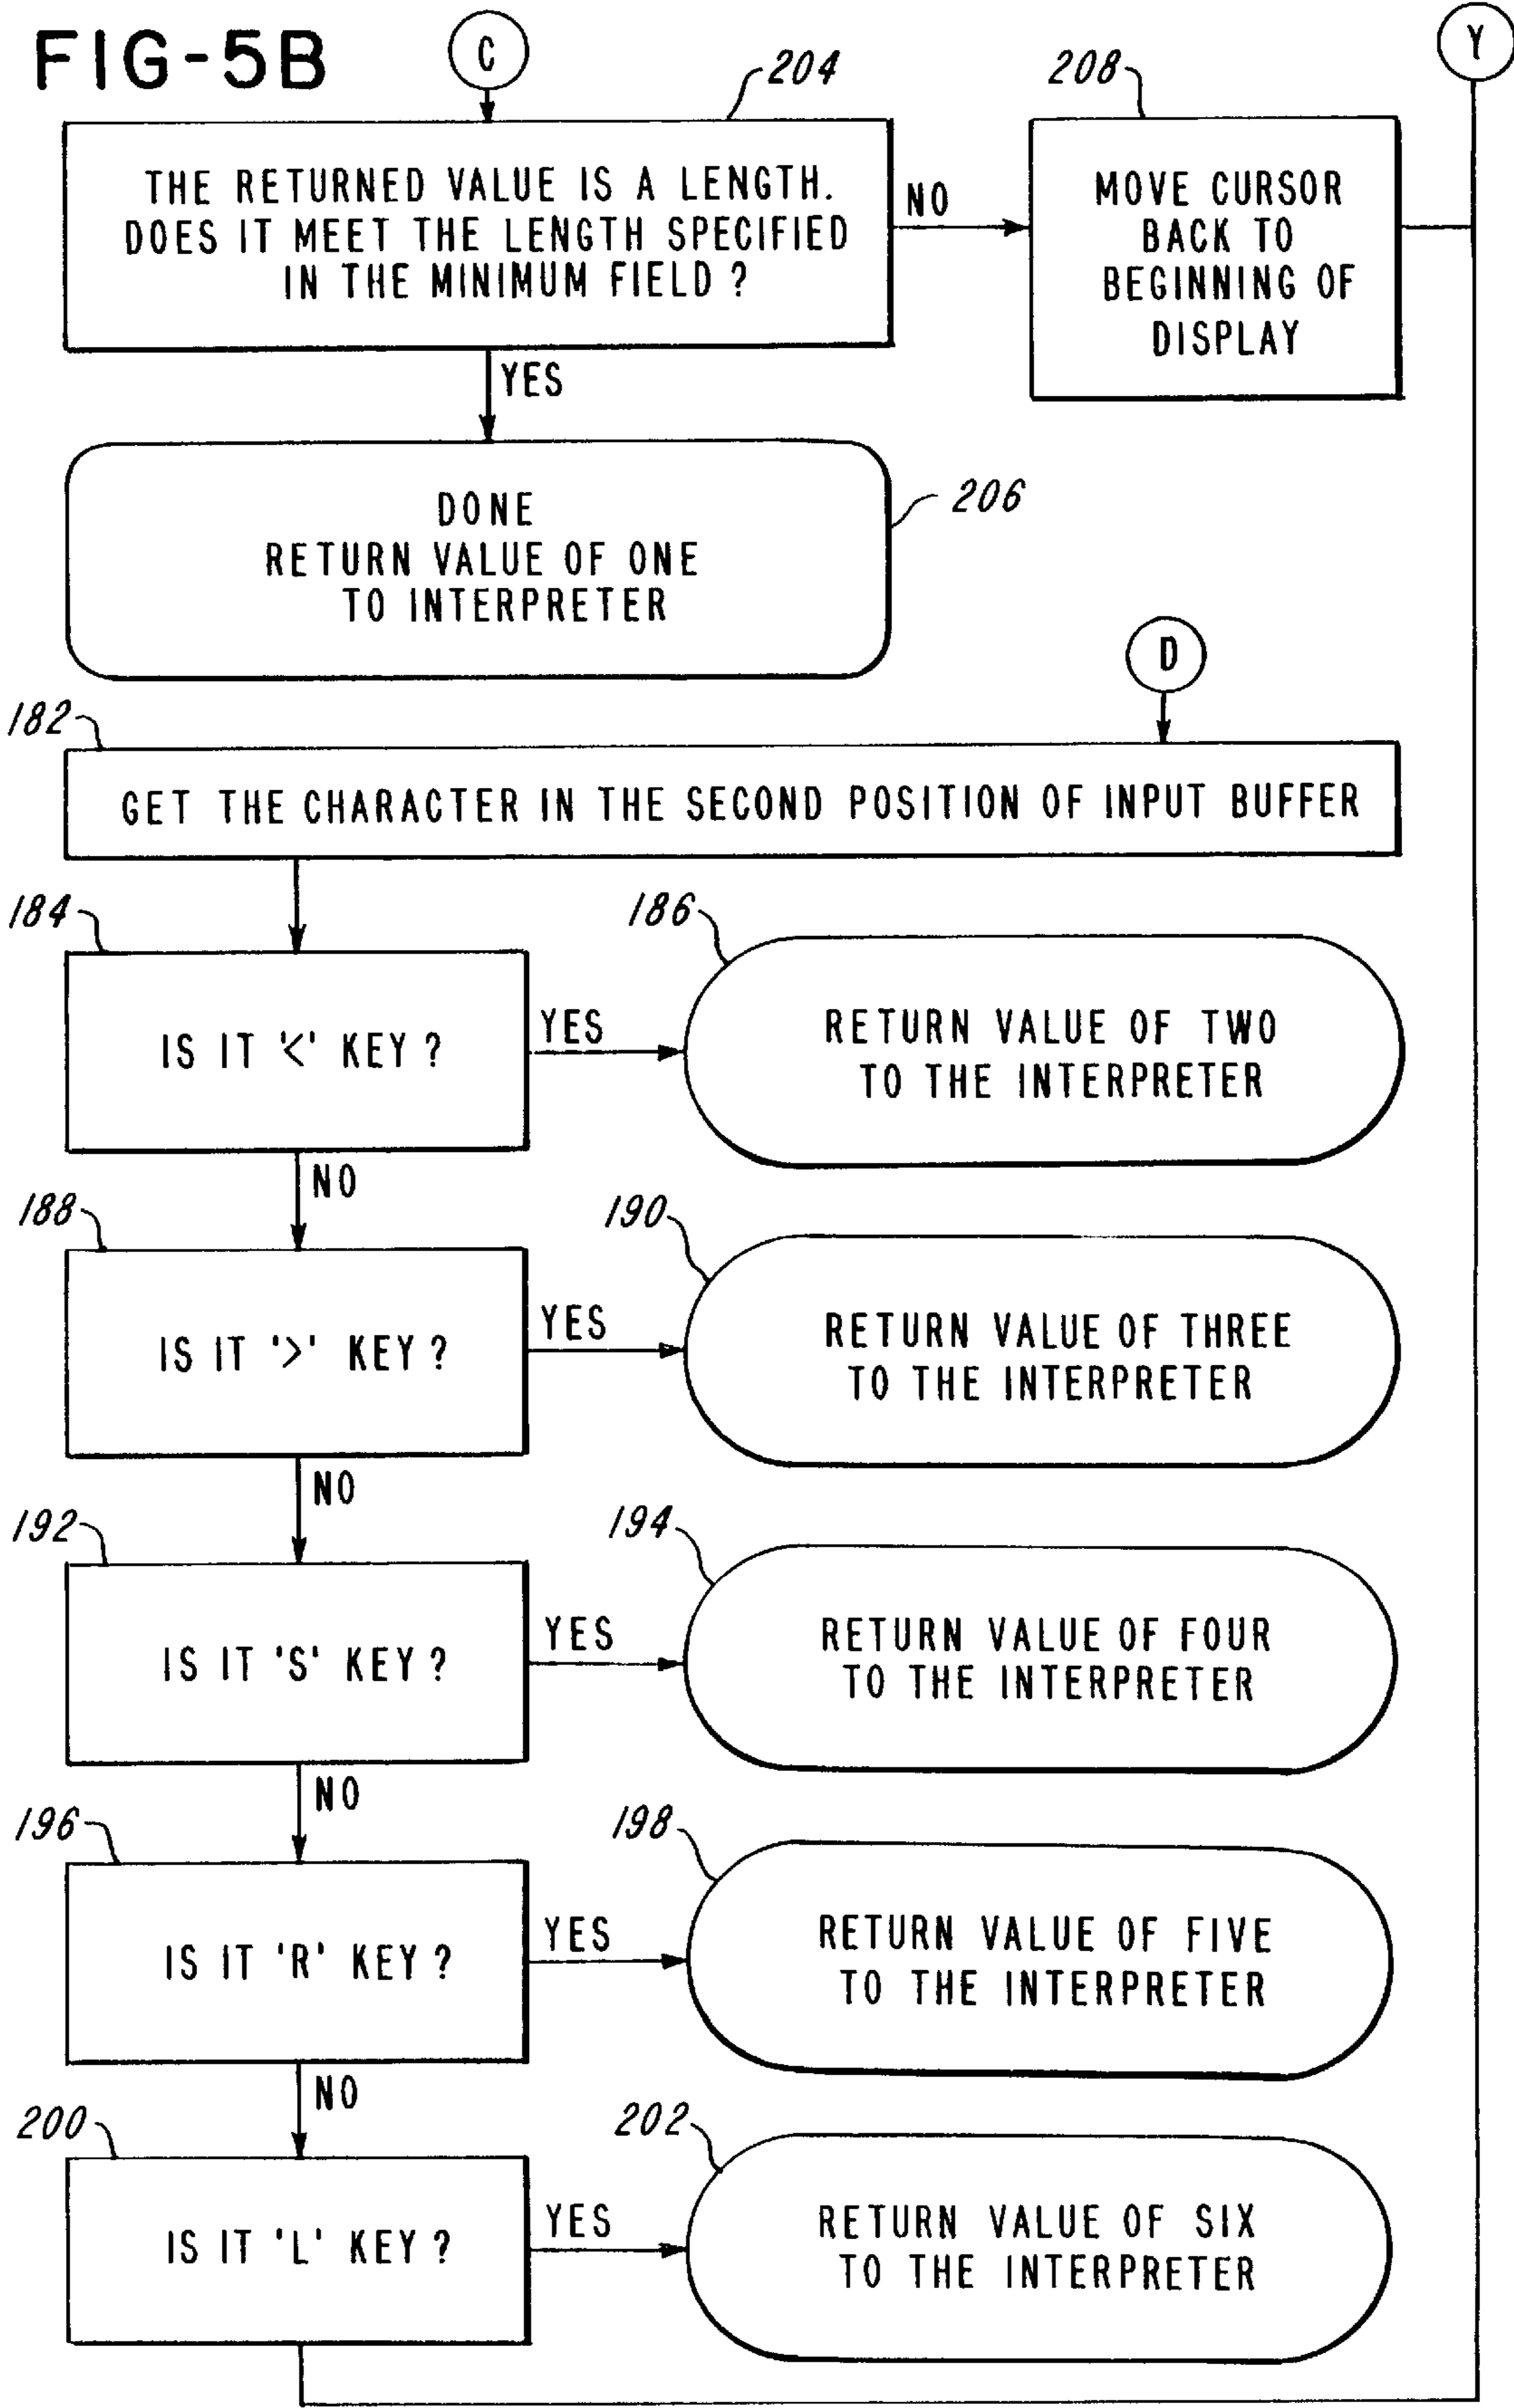 FIG-5B
C
Y
204
208
THE RETURNED VALUE IS A LENGTH.
DOES IT MEET THE LENGTH SPECIFIED
IN THE MINIMUM FIELD ?
NO
MOVE CURSOR
BACK TO
BEGINNING OF
DISPLAY
YES
DONE
RETURN VALUE OF ONE
TO INTERPRETER
206
D
182
GET THE CHARACTER IN THE SECOND POSITION OF INPUT BUFFER
184
IS IT '<' KEY ?
YES
186
RETURN VALUE OF TWO
TO THE INTERPRETER
NO
188
IS IT '>' KEY ?
YES
190
RETURN VALUE OF THREE
TO THE INTERPRETER
NO
192
IS IT 'S' KEY ?
YES
194
RETURN VALUE OF FOUR
TO THE INTERPRETER
NO
196
IS IT 'R' KEY ?
YES
198
RETURN VALUE OF FIVE
TO THE INTERPRETER
NO
200
IS IT 'L' KEY ?
YES
202
RETURN VALUE OF SIX
TO THE INTERPRETER